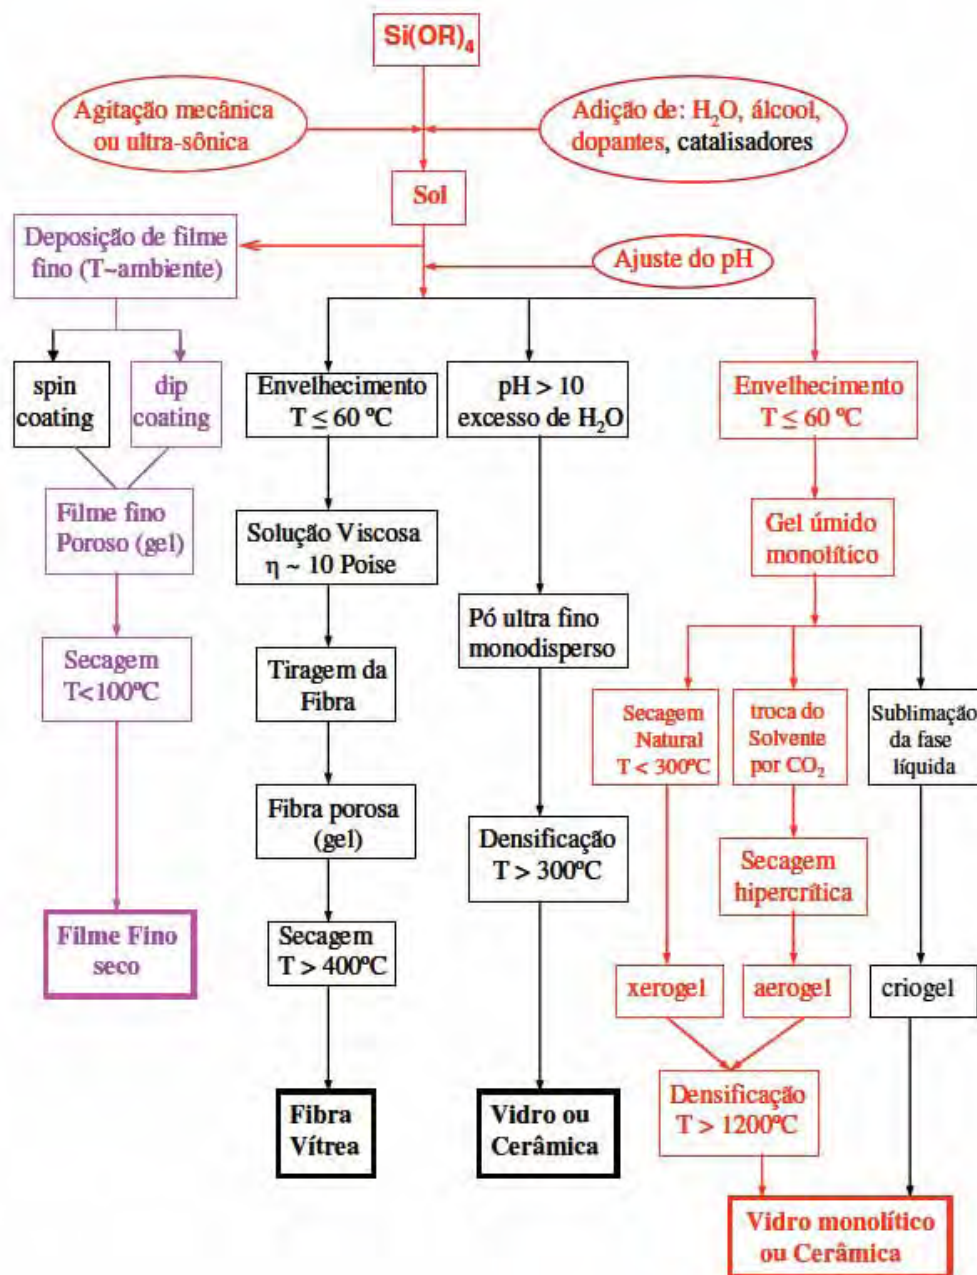 Si(OR)₄
Agitação mecânica
ou ultra-sônica
Adição de: H₂O, álcool,
dopantes, catalisadores
Sol
Deposição de filme
fino (T~ambiente)
Ajuste do pH
spin
coating
dip
coating
Envelhecimento
T ≤ 60 ºC
pH > 10
excesso de H₂O
Envelhecimento
T ≤ 60 ºC
Filme fino
Poroso (gel)
Solução Viscosa
η ~ 10 Poise
Gel úmido
monolítico
Pó ultra fino
monodisperso
Secagem
T<100ºC
Tiragem da
Fibra
Secagem
Natural
T < 300ºC
troca do
Solvente
por CO₂
Sublimação
da fase
líquida
Fibra porosa
(gel)
Densificação
T > 300ºC
Secagem
hipercrítica
Filme Fino
seco
Secagem
T > 400ºC
xerogel
aerogel
criogel
Fibra
Vítrea
Vidro ou
Cerâmica
Densificação
T > 1200ºC
Vidro monolítico
ou Cerâmica